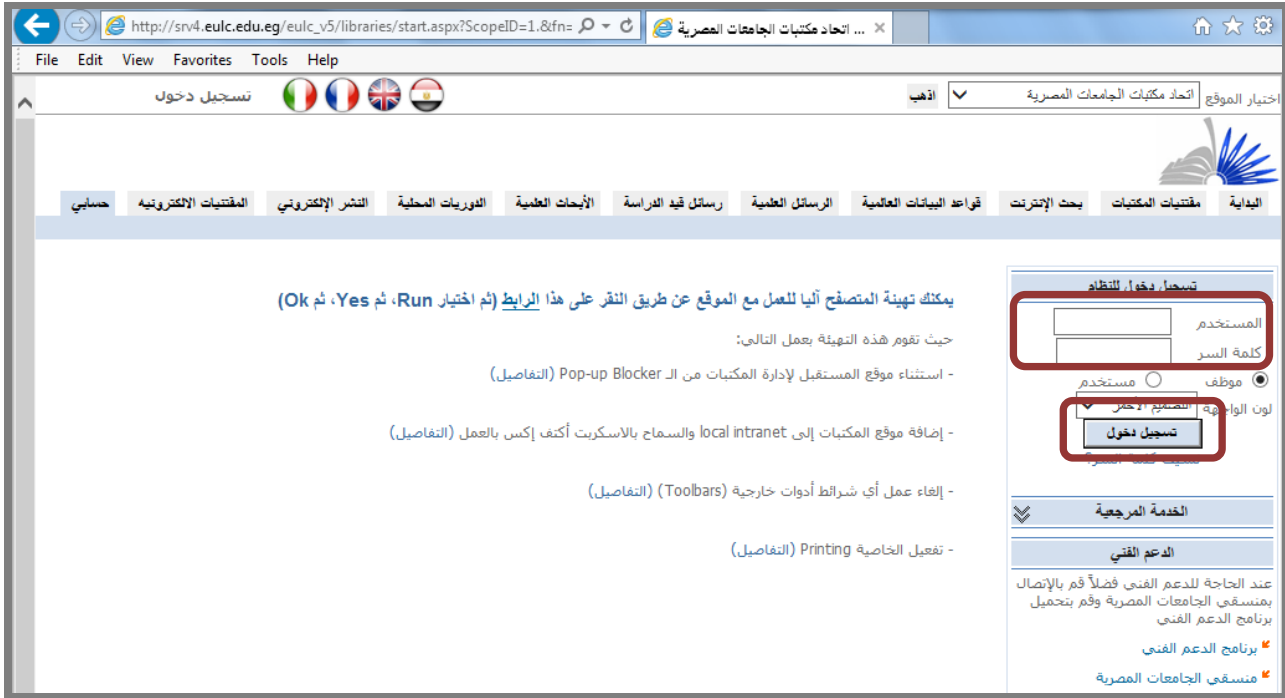 http://srv4.eulc.edu.eg/eulc_v5/libraries/start.aspx?ScopeID=1.&fn=
اتحاد مكتبات الجامعات المصرية ...
File Edit View Favorites Tools Help
اختيار الموقع اتحاد مكتبات الجامعات المصرية اذهب
تسجيل دخول
البداية مقتنيات المكتبات بحث الإنترنت قواعد البيانات العالمية الرسائل العلمية رسائل قيد الدراسة الأبحاث العلمية الدوريات المحلية النشر الإلكتروني المقتنيات الالكترونيه حسابي
تسجيل دخول للنظام
المستخدم
كلمة السر
موظف مستخدم
لون الواجهة التصميم الأخضر
تسجيل دخول
نسيت كلمة السر؟
الخدمة المرجعية
الدعم الفني
عند الحاجة للدعم الفني فضلاً قم بالإتصال
بمنسقي الجامعات المصرية وقم بتحميل
برنامج الدعم الفني
برنامج الدعم الفني
منسقي الجامعات المصرية
يمكنك تهيئة المتصفح آليا للعمل مع الموقع عن طريق النقر على هذا الرابط (ثم اختيار Run، ثم Yes، ثم Ok)
حيث تقوم هذه التهيئة بعمل التالي:
- استثناء موقع المستقبل لإدارة المكتبات من الـ Pop-up Blocker (التفاصيل)
- إضافة موقع المكتبات إلى local intranet والسماح بالاسكربت أكتف إكس بالعمل (التفاصيل)
- إلغاء عمل أي شرائط أدوات خارجية (Toolbars) (التفاصيل)
- تفعيل الخاصية Printing (التفاصيل)